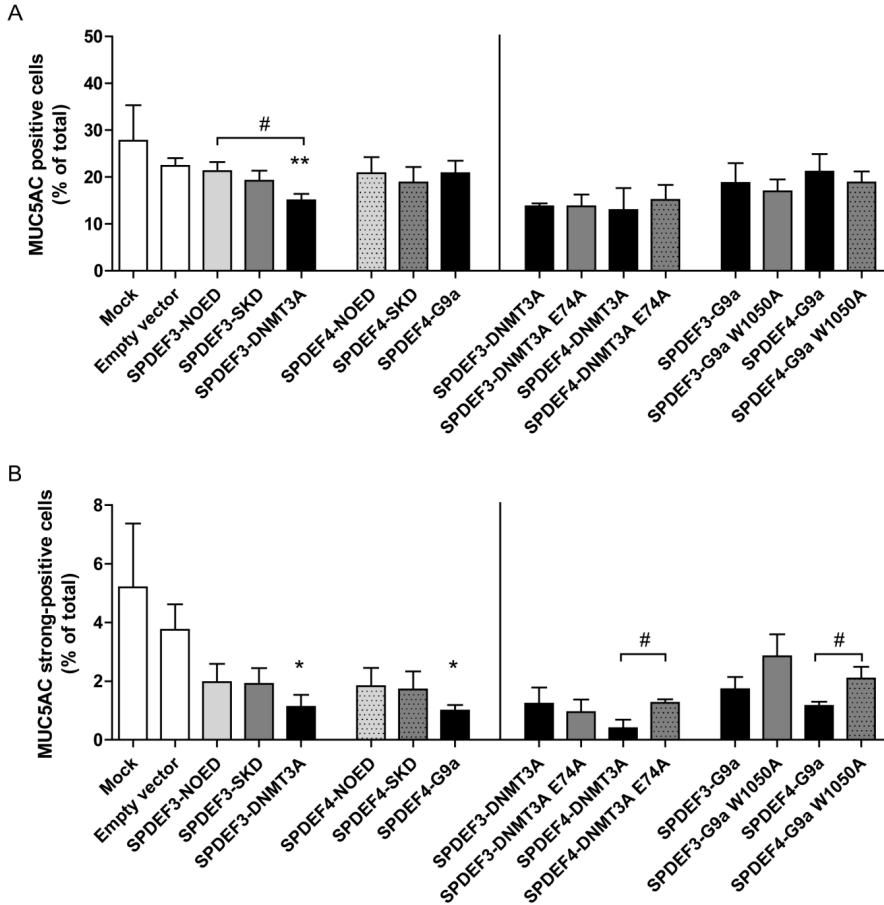 A
MUC5AC positive cells
(% of total)
50
40
30
20
10
0
#
**
Mock
Empty vector
SPDEF3-NOED
SPDEF3-SKD
SPDEF3-DNMT3A
SPDEF4-NOED
SPDEF4-SKD
SPDEF4-G9a
SPDEF3-DNMT3A
SPDEF3-DNMT3A E74A
SPDEF4-DNMT3A
SPDEF4-DNMT3A E74A
SPDEF3-G9a
SPDEF3-G9a W1050A
SPDEF4-G9a
SPDEF4-G9a W1050A
B
MUC5AC strong-positive cells
(% of total)
8
6
4
2
0
*
*
#
#
Mock
Empty vector
SPDEF3-NOED
SPDEF3-SKD
SPDEF3-DNMT3A
SPDEF4-NOED
SPDEF4-SKD
SPDEF4-G9a
SPDEF3-DNMT3A
SPDEF3-DNMT3A E74A
SPDEF4-DNMT3A
SPDEF4-DNMT3A E74A
SPDEF3-G9a
SPDEF3-G9a W1050A
SPDEF4-G9a
SPDEF4-G9a W1050A